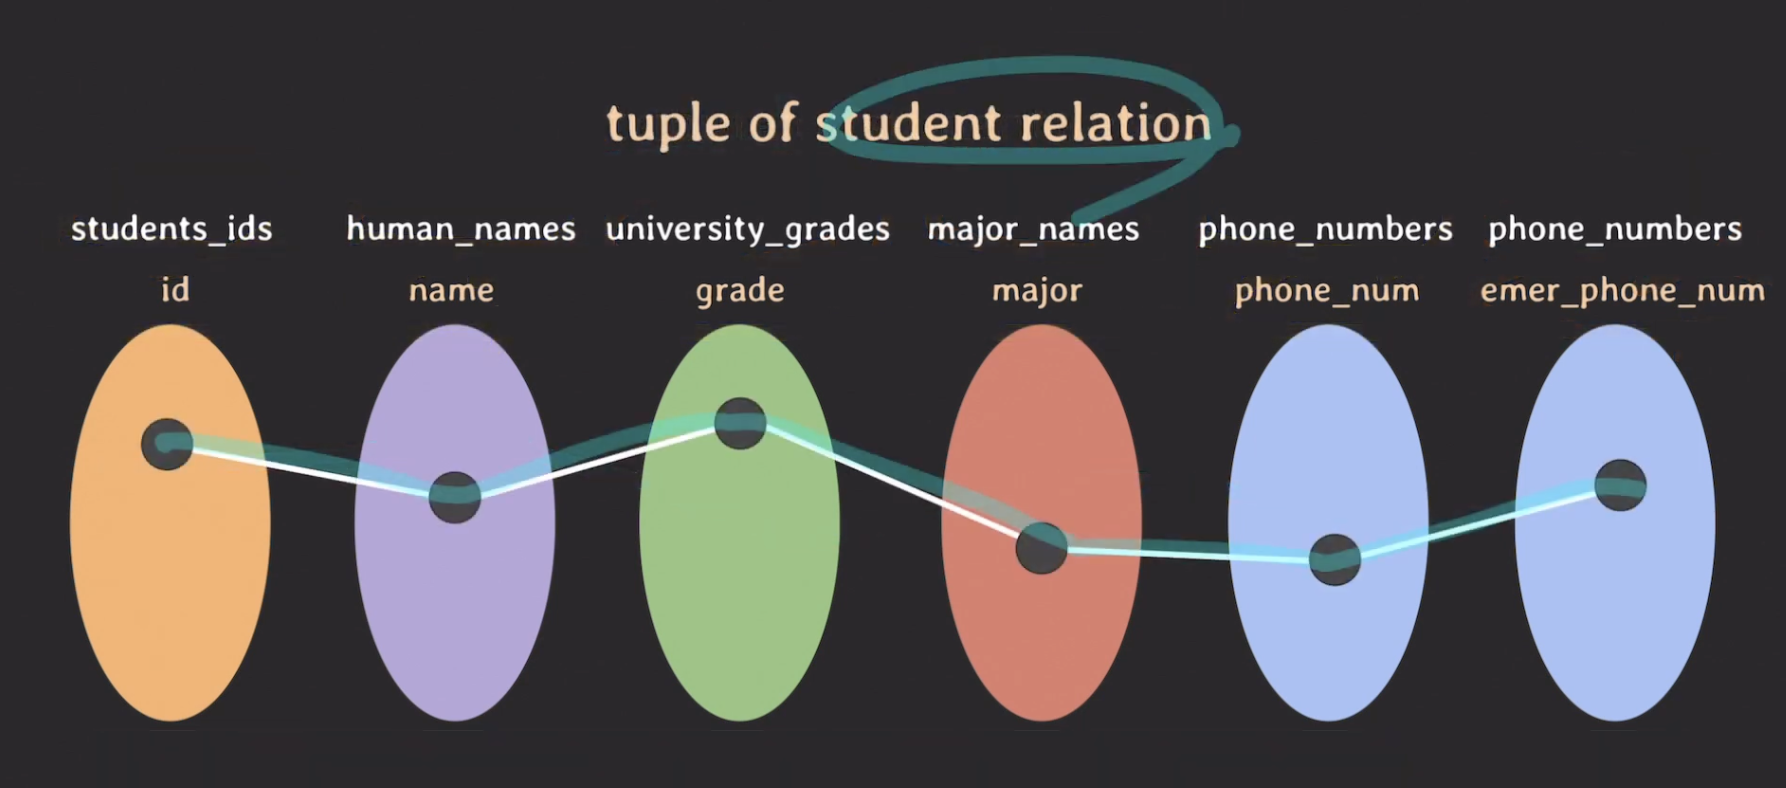 tuple of student relation
students_ids human_names university_grades major_names phone_numbers phone_numbers
id name grade major phone_num emer_phone_num